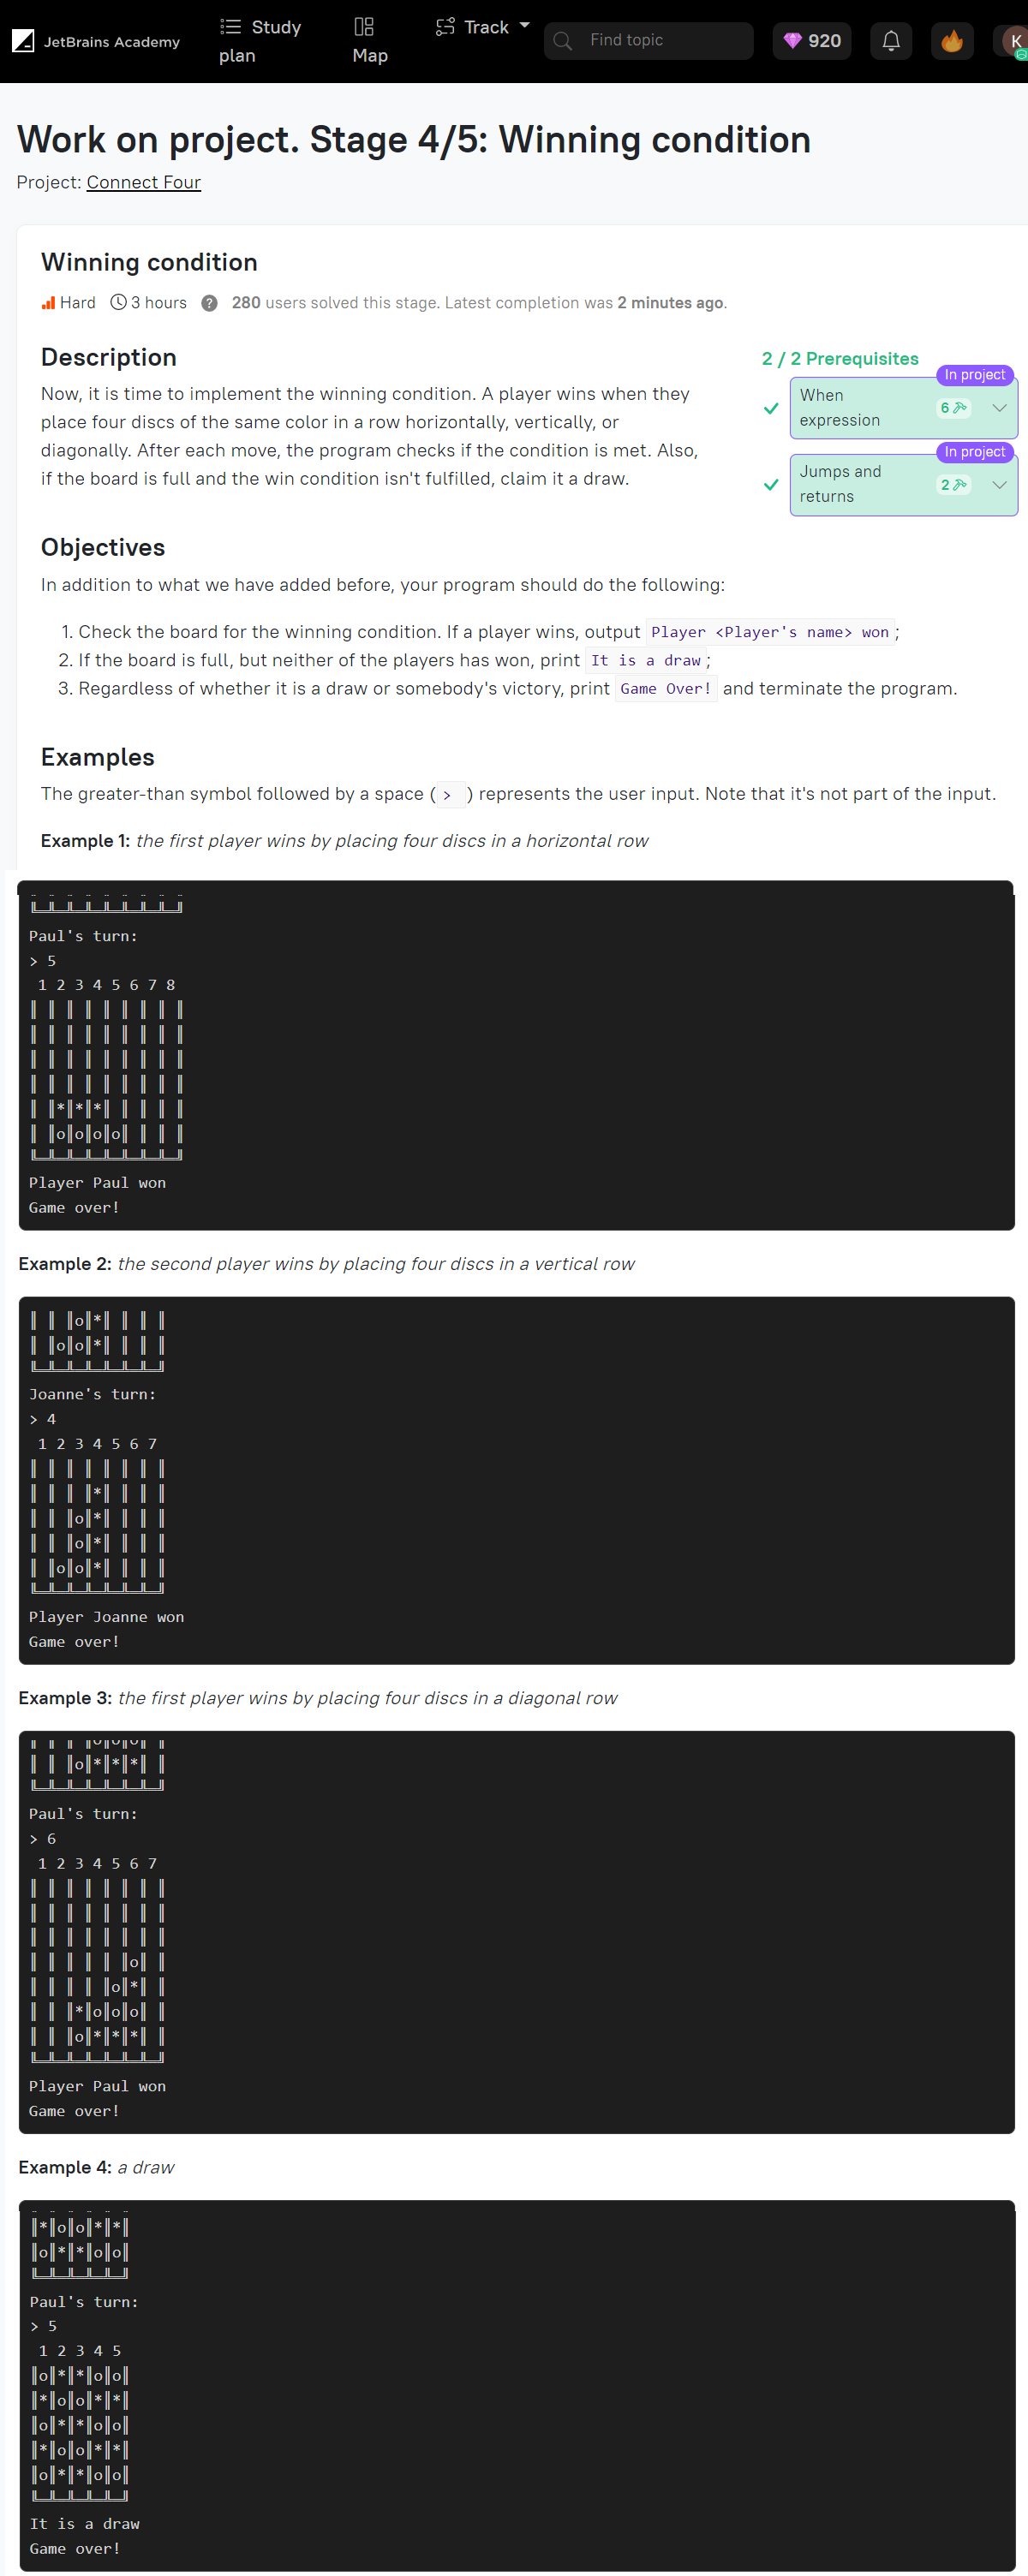 JetBrains Academy
Study plan
Map
Track
Find topic
920
K
Work on project. Stage 4/5: Winning condition
Project: Connect Four
Winning condition
Hard 3 hours ? 280 users solved this stage. Latest completion was 2 minutes ago.
Description
Now, it is time to implement the winning condition. A player wins when they
place four discs of the same color in a row horizontally, vertically, or
diagonally. After each move, the program checks if the condition is met. Also,
if the board is full and the win condition isn't fulfilled, claim it a draw.
2 / 2 Prerequisites
In project
When
expression
6
In project
Jumps and
returns
2
Objectives
In addition to what we have added before, your program should do the following:
1. Check the board for the winning condition. If a player wins, output Player <Player's name> won ;
2. If the board is full, but neither of the players has won, print It is a draw ;
3. Regardless of whether it is a draw or somebody's victory, print Game Over! and terminate the program.
Examples
The greater-than symbol followed by a space (> ) represents the user input. Note that it's not part of the input.
Example 1: the first player wins by placing four discs in a horizontal row
╚═╩═╩═╩═╩═╩═╩═╩═╝
Paul's turn:
> 5
 1 2 3 4 5 6 7 8
║ ║ ║ ║ ║ ║ ║ ║ ║
║ ║ ║ ║ ║ ║ ║ ║ ║
║ ║ ║ ║ ║ ║ ║ ║ ║
║ ║ ║ ║ ║ ║ ║ ║ ║
║ ║*║*║*║ ║ ║ ║ ║
║ ║o║o║o║o║ ║ ║ ║
╚═╩═╩═╩═╩═╩═╩═╩═╝
Player Paul won
Game over!
Example 2: the second player wins by placing four discs in a vertical row
║ ║ ║o║*║ ║ ║ ║
║ ║o║o║*║ ║ ║ ║
╚═╩═╩═╩═╩═╩═╩═╝
Joanne's turn:
> 4
 1 2 3 4 5 6 7
║ ║ ║ ║ ║ ║ ║ ║
║ ║ ║ ║*║ ║ ║ ║
║ ║ ║o║*║ ║ ║ ║
║ ║ ║o║*║ ║ ║ ║
║ ║o║o║*║ ║ ║ ║
╚═╩═╩═╩═╩═╩═╩═╝
Player Joanne won
Game over!
Example 3: the first player wins by placing four discs in a diagonal row
║ ║ ║o║*║*║*║ ║
╚═╩═╩═╩═╩═╩═╩═╝
Paul's turn:
> 6
 1 2 3 4 5 6 7
║ ║ ║ ║ ║ ║ ║ ║
║ ║ ║ ║ ║ ║ ║ ║
║ ║ ║ ║ ║ ║ ║ ║
║ ║ ║ ║ ║ ║o║ ║
║ ║ ║ ║ ║o║*║ ║
║ ║ ║*║o║o║o║ ║
║ ║ ║o║*║*║*║ ║
╚═╩═╩═╩═╩═╩═╩═╝
Player Paul won
Game over!
Example 4: a draw
║*║o║o║*║*║
║o║*║*║o║o║
╚═╩═╩═╩═╩═╝
Paul's turn:
> 5
 1 2 3 4 5
║o║*║*║o║o║
║*║o║o║*║*║
║o║*║*║o║o║
║*║o║o║*║*║
║o║*║*║o║o║
╚═╩═╩═╩═╩═╝
It is a draw
Game over!